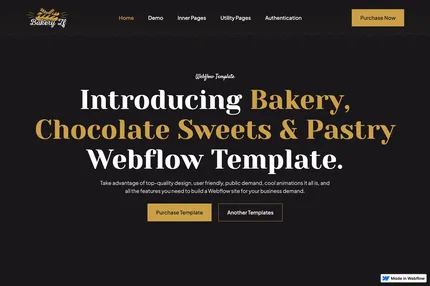 Bakery Zf
Home Demo Inner Pages Utility Pages Authentication
Purchase Now
Webflow Template
Introducing Bakery,
Chocolate Sweets & Pastry
Webflow Template.
Take advantage of top-quality design, user friendly, public demand, cool animations it all is, and
all the features you need to build a Webflow site for your business demand.
Purchase Template Another Templates
Made in Webflow